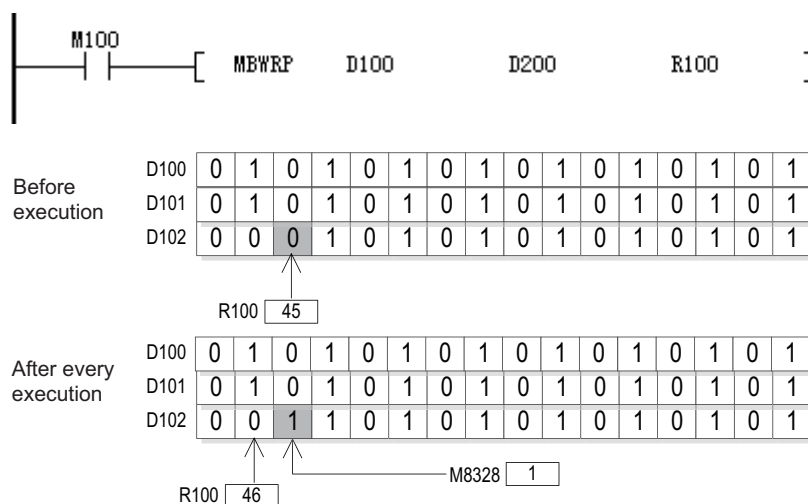 M100
[ MBWRP D100 D200 R100 ]
Before execution
D100 0 1 0 1 0 1 0 1 0 1 0 1 0 1 0 1
D101 0 1 0 1 0 1 0 1 0 1 0 1 0 1 0 1
D102 0 0 0 1 0 1 0 1 0 1 0 1 0 1 0 1
R100 45
After every execution
D100 0 1 0 1 0 1 0 1 0 1 0 1 0 1 0 1
D101 0 1 0 1 0 1 0 1 0 1 0 1 0 1 0 1
D102 0 0 1 1 0 1 0 1 0 1 0 1 0 1 0 1
M8328 1
R100 46